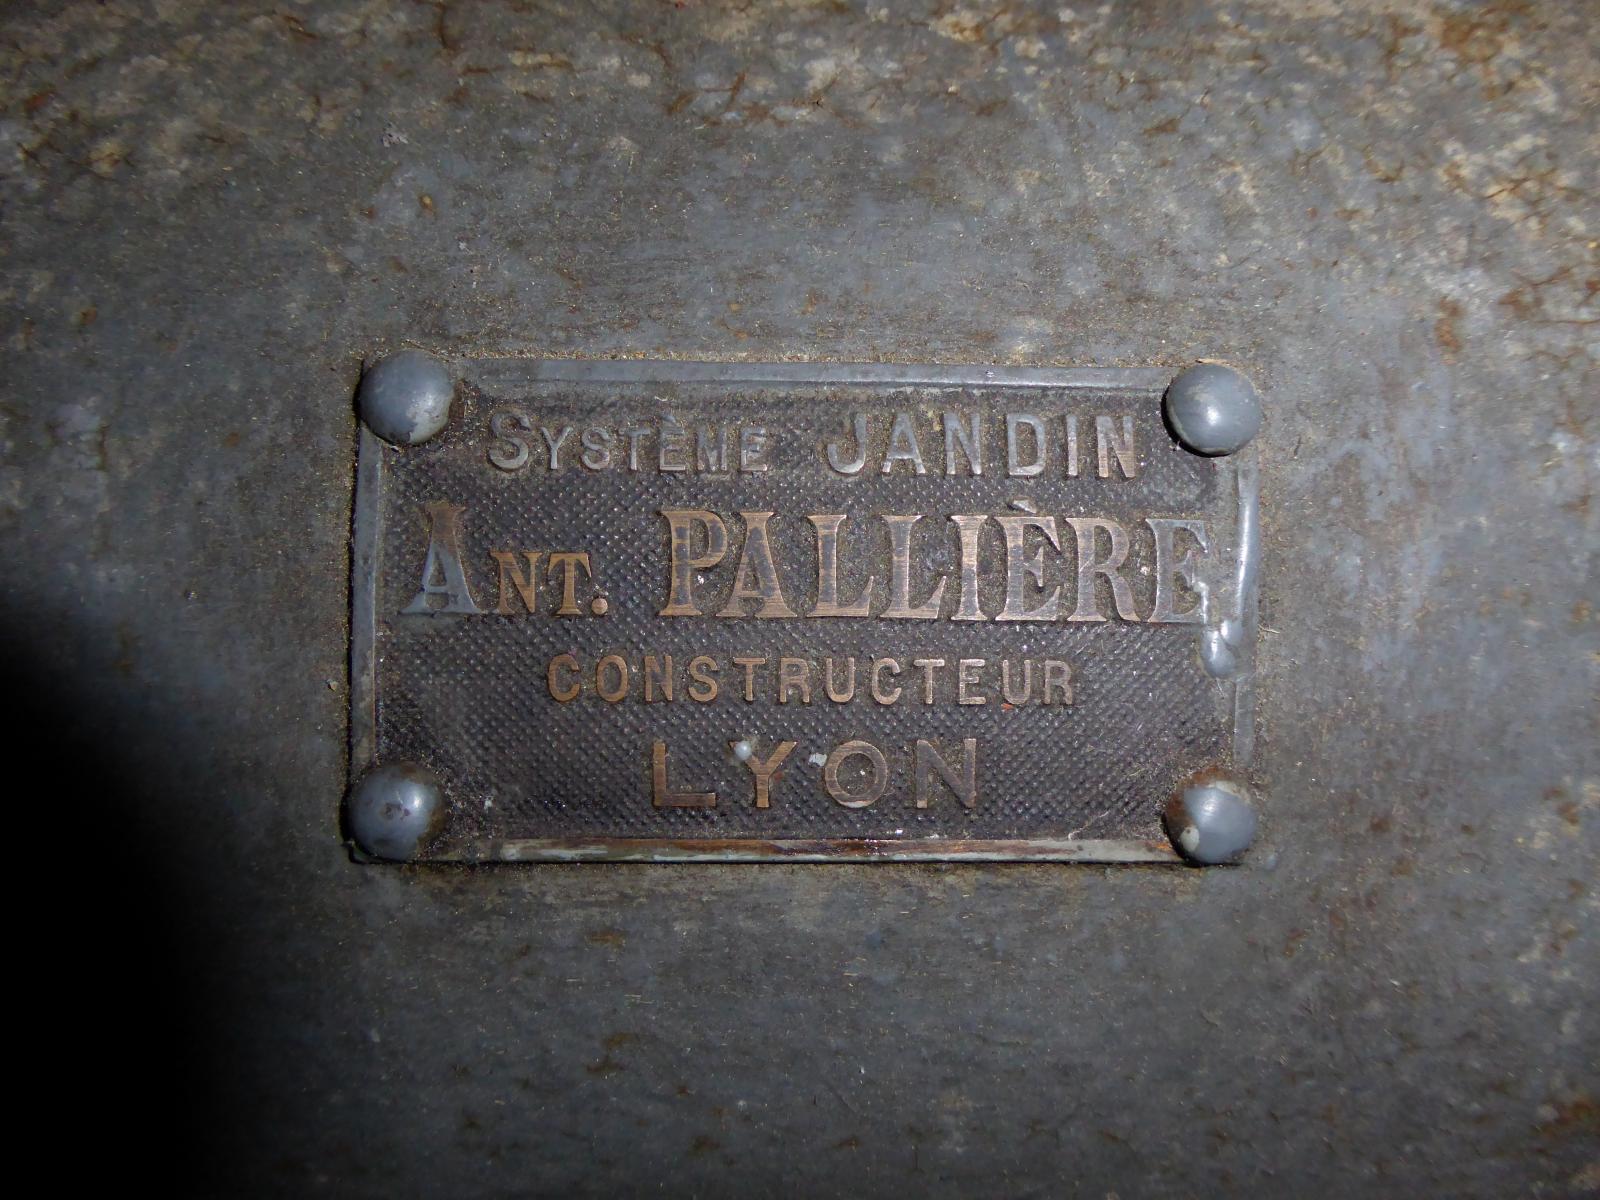 SYSTÈME JANDIN
ANT. PALLIÈRE
CONSTRUCTEUR
LYON